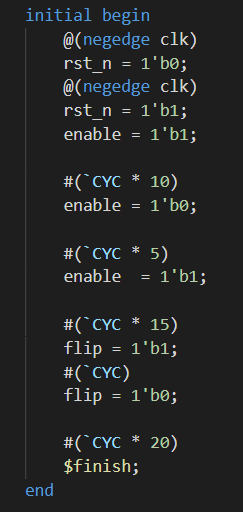 initial begin
@(negedge clk)
rst_n = 1'b0;
@(negedge clk)
rst_n = 1'b1;
enable = 1'b1;
#(`CYC * 10)
enable = 1'b0;
#(`CYC * 5)
enable  = 1'b1;
#(`CYC * 15)
flip = 1'b1;
#(`CYC)
flip = 1'b0;
#(`CYC * 20)
$finish;
end